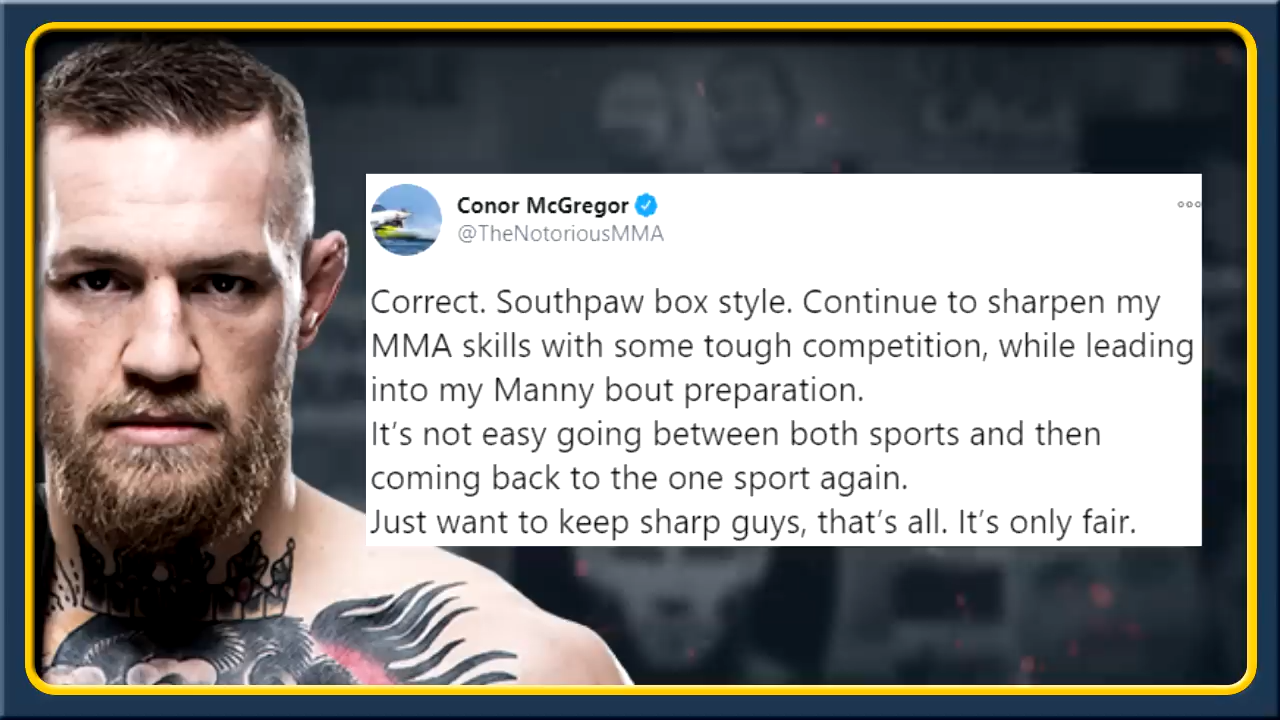 Conor McGregor
@TheNotoriousMMA
Correct. Southpaw box style. Continue to sharpen my
MMA skills with some tough competition, while leading
into my Manny bout preparation.
It’s not easy going between both sports and then
coming back to the one sport again.
Just want to keep sharp guys, that’s all. It’s only fair.